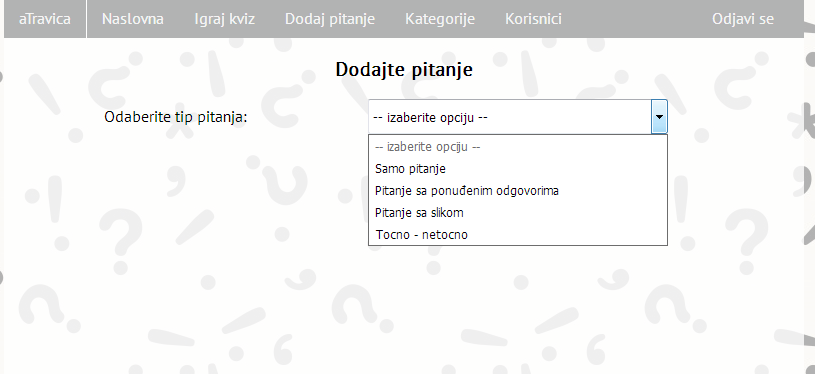 aTravica Naslovna Igraj kviz Dodaj pitanje Kategorije Korisnici Odjavi se
Dodajte pitanje
Odaberite tip pitanja: -- izaberite opciju --
-- izaberite opciju --
Samo pitanje
Pitanje sa ponuđenim odgovorima
Pitanje sa slikom
Tocno - netocno